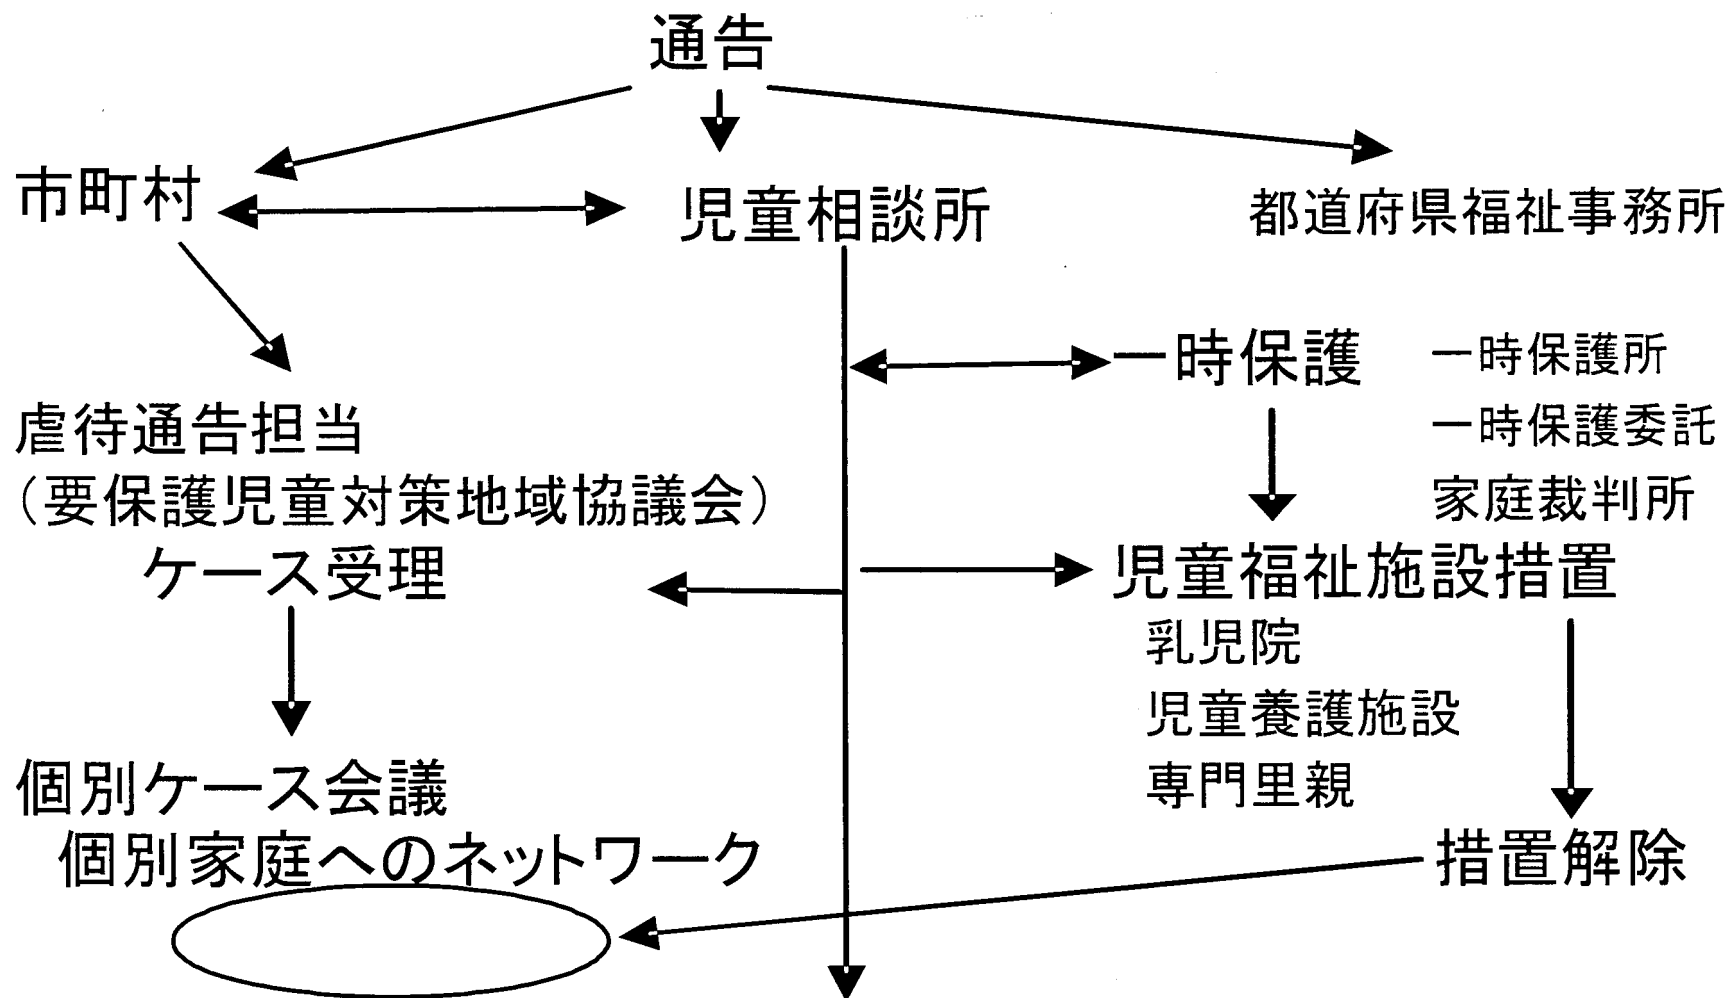 通告
市町村
児童相談所
都道府県福祉事務所
一時保護
一時保護所
一時保護委託
家庭裁判所
虐待通告担当
（要保護児童対策地域協議会）
ケース受理
児童福祉施設措置
乳児院
児童養護施設
専門里親
個別ケース会議
個別家庭へのネットワーク
措置解除